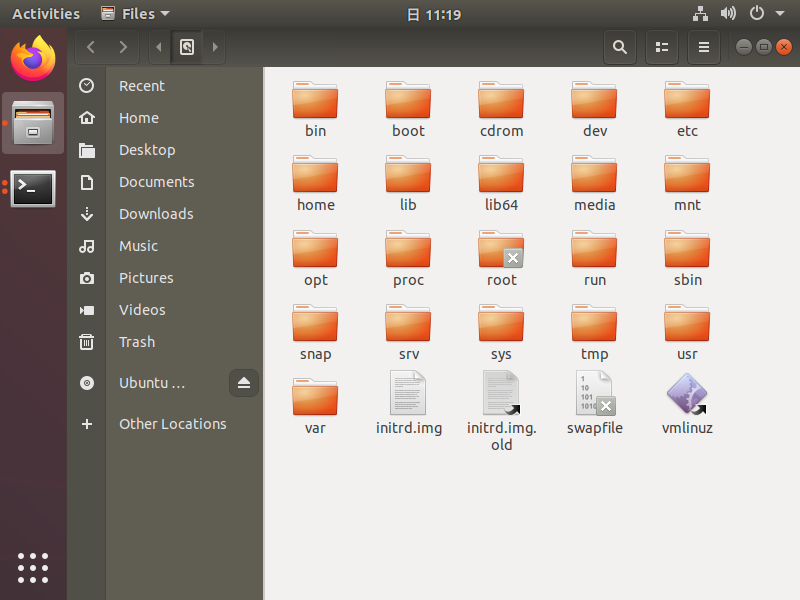 Activities
Files
日 11:19
Recent
Home
Desktop
Documents
Downloads
Music
Pictures
Videos
Trash
Ubuntu ...
Other Locations
bin boot cdrom dev etc
home lib lib64 media mnt
opt proc root run sbin
snap srv sys tmp usr
var initrd.img initrd.img. swapfile vmlinuz
old